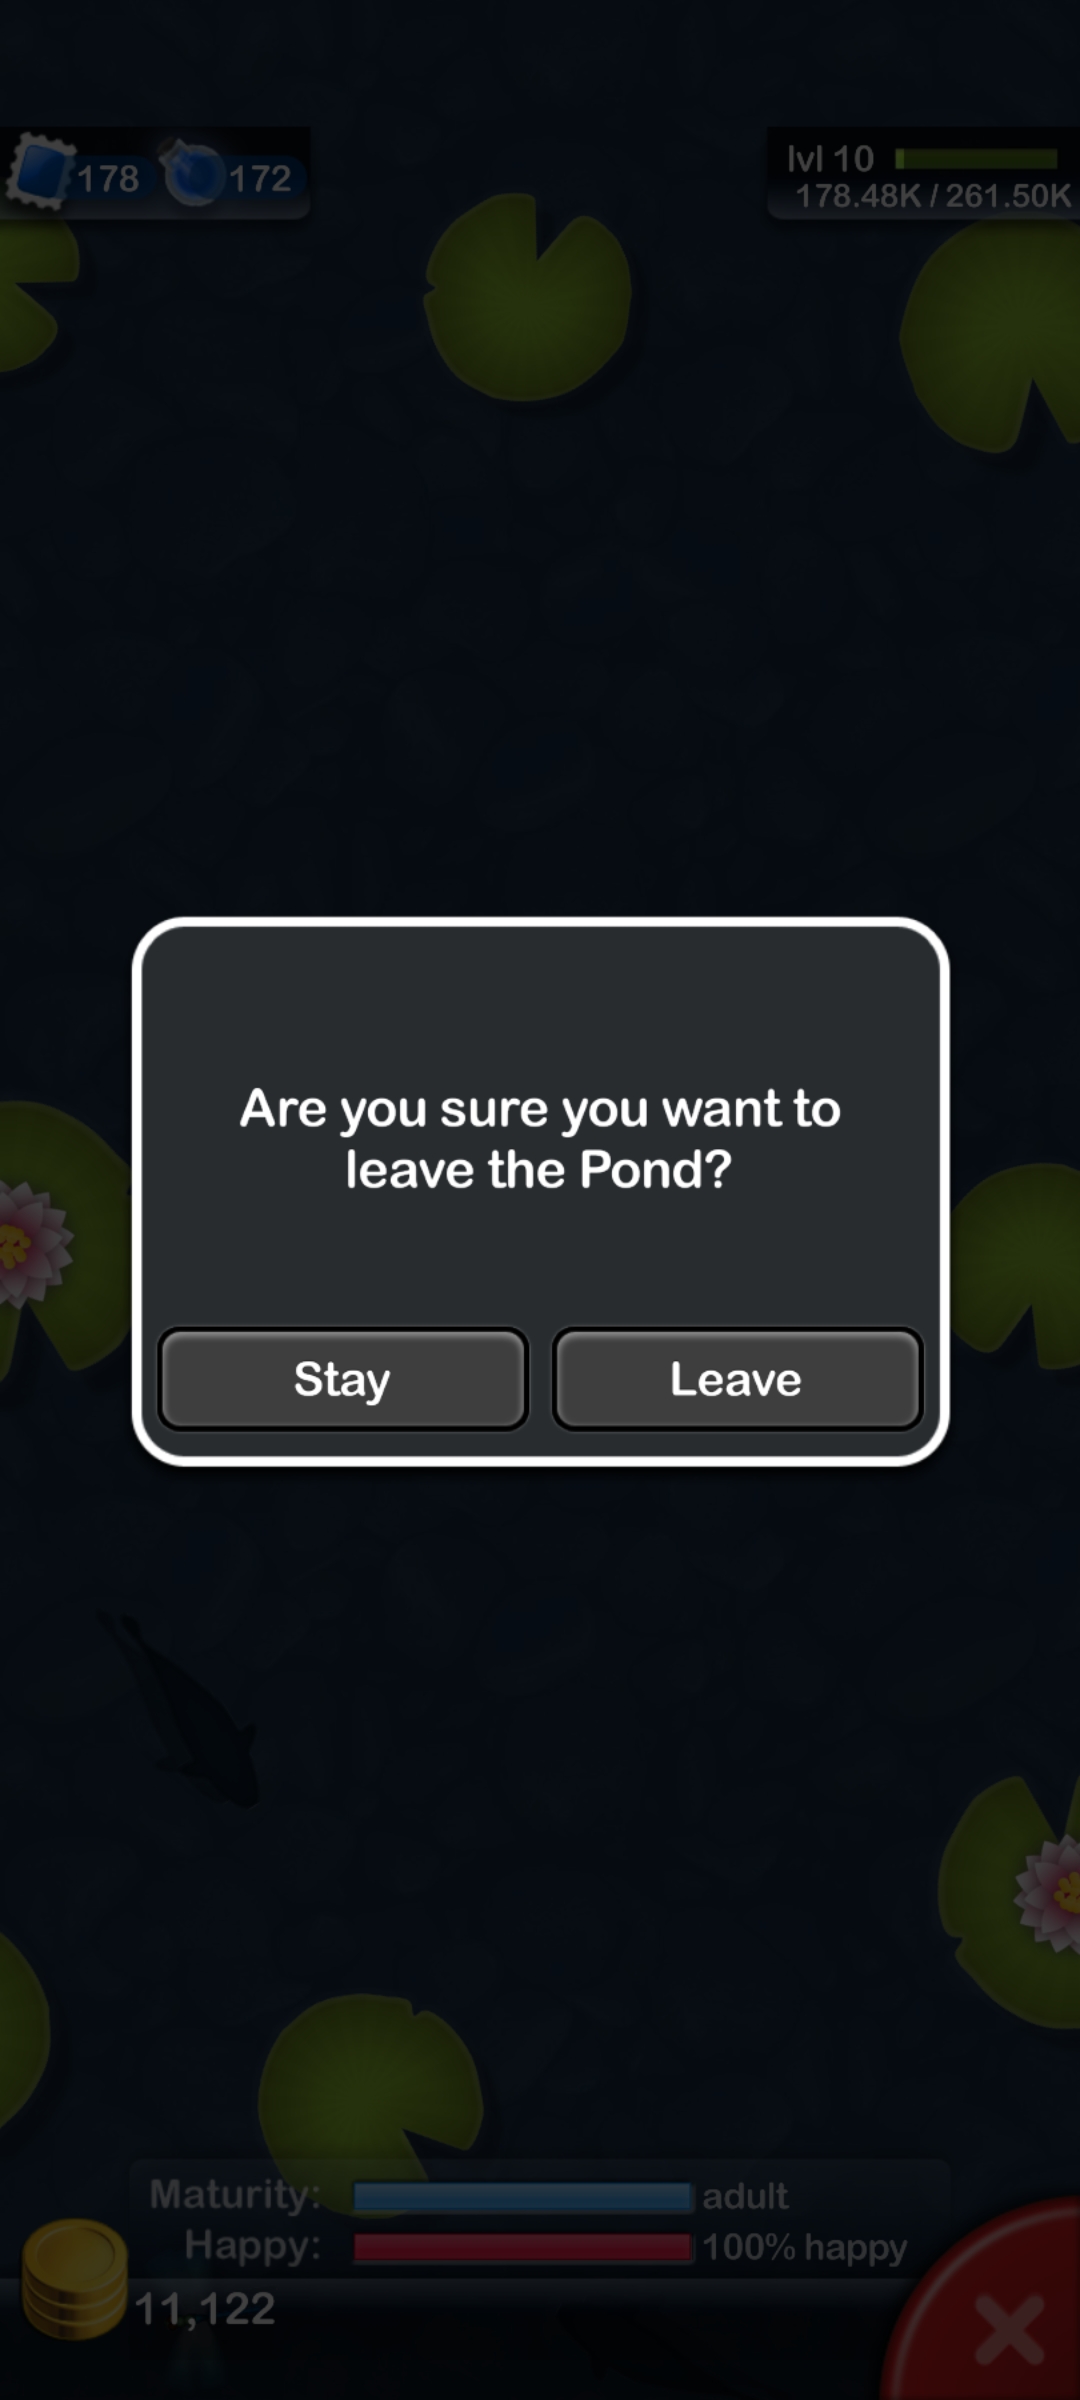 178 172
lvl 10
178.48K / 261.50K
Are you sure you want to
leave the Pond?
Stay Leave
Maturity: adult
Happy: 100% happy
11,122